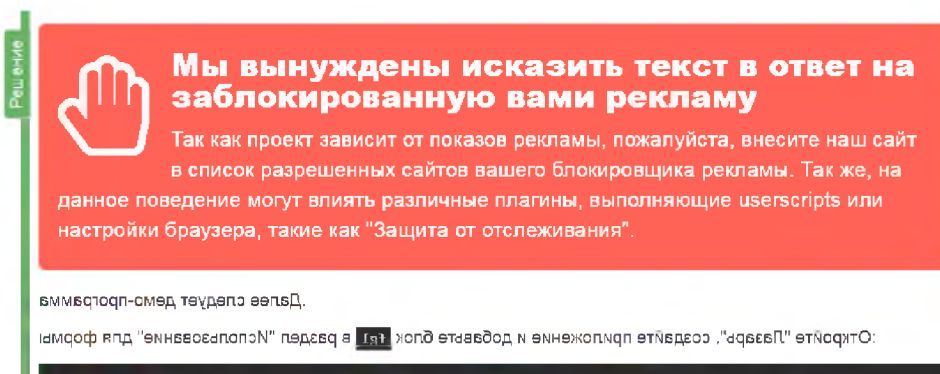 Решение
Мы вынуждены исказить текст в ответ на
заблокированную вами рекламу
Так как проект зависит от показов рекламы, пожалуйста, внесите наш сайт
в список разрешенных сайтов вашего блокировщика рекламы. Так же, на
данное поведение могут влиять различные плагины, выполняющие userscripts или
настройки браузера, такие как "Защита от отслеживания".
Далее следует демо-программа.
Откройте "Лазарь", создайте приложение и добавьте блок в раздел "Использование" для формы: